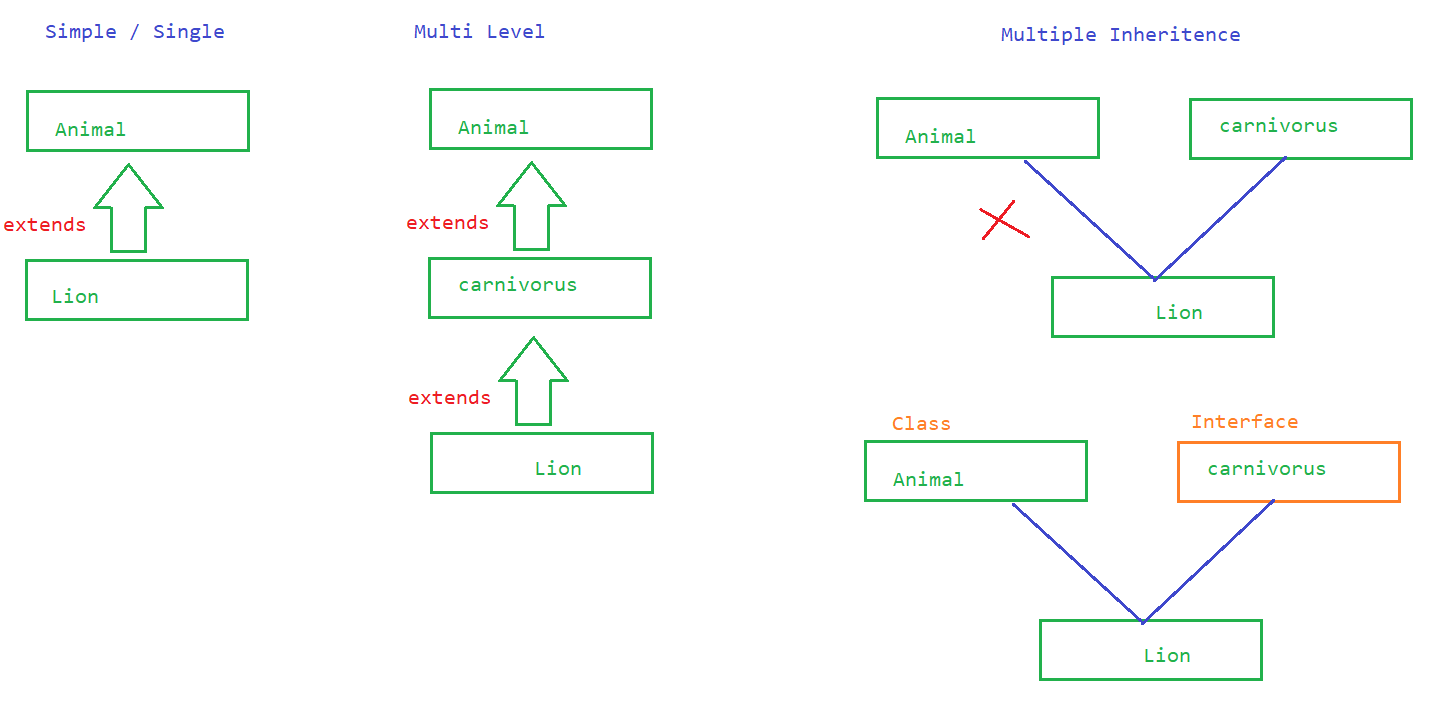 Simple / Single
Animal
extends
Lion
Multi Level
Animal
extends
carnivorus
extends
Lion
Multiple Inheritence
Animal
carnivorus
Lion
Class
Interface
Animal
carnivorus
Lion